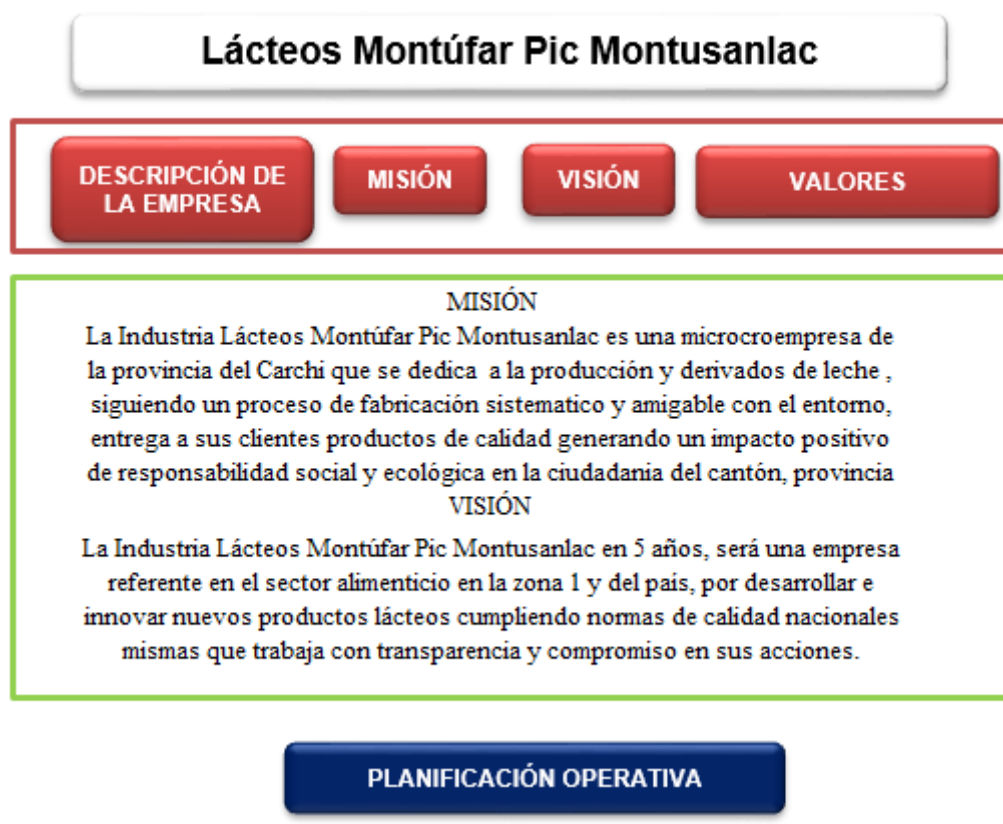 Lácteos Montúfar Pic Montusanlac
DESCRIPCIÓN DE
LA EMPRESA
MISIÓN
VISIÓN
VALORES
MISIÓN
La Industria Lácteos Montúfar Pic Montusanlac es una microcroempresa de
la provincia del Carchi que se dedica a la producción y derivados de leche ,
siguiendo un proceso de fabricación sistematico y amigable con el entorno,
entrega a sus clientes productos de calidad generando un impacto positivo
de responsabilidad social y ecológica en la ciudadania del cantón, provincia
VISIÓN
La Industria Lácteos Montúfar Pic Montusanlac en 5 años, será una empresa
referente en el sector alimenticio en la zona 1 y del país, por desarrollar e
innovar nuevos productos lácteos cumpliendo normas de calidad nacionales
mismas que trabaja con transparencia y compromiso en sus acciones.
PLANIFICACIÓN OPERATIVA